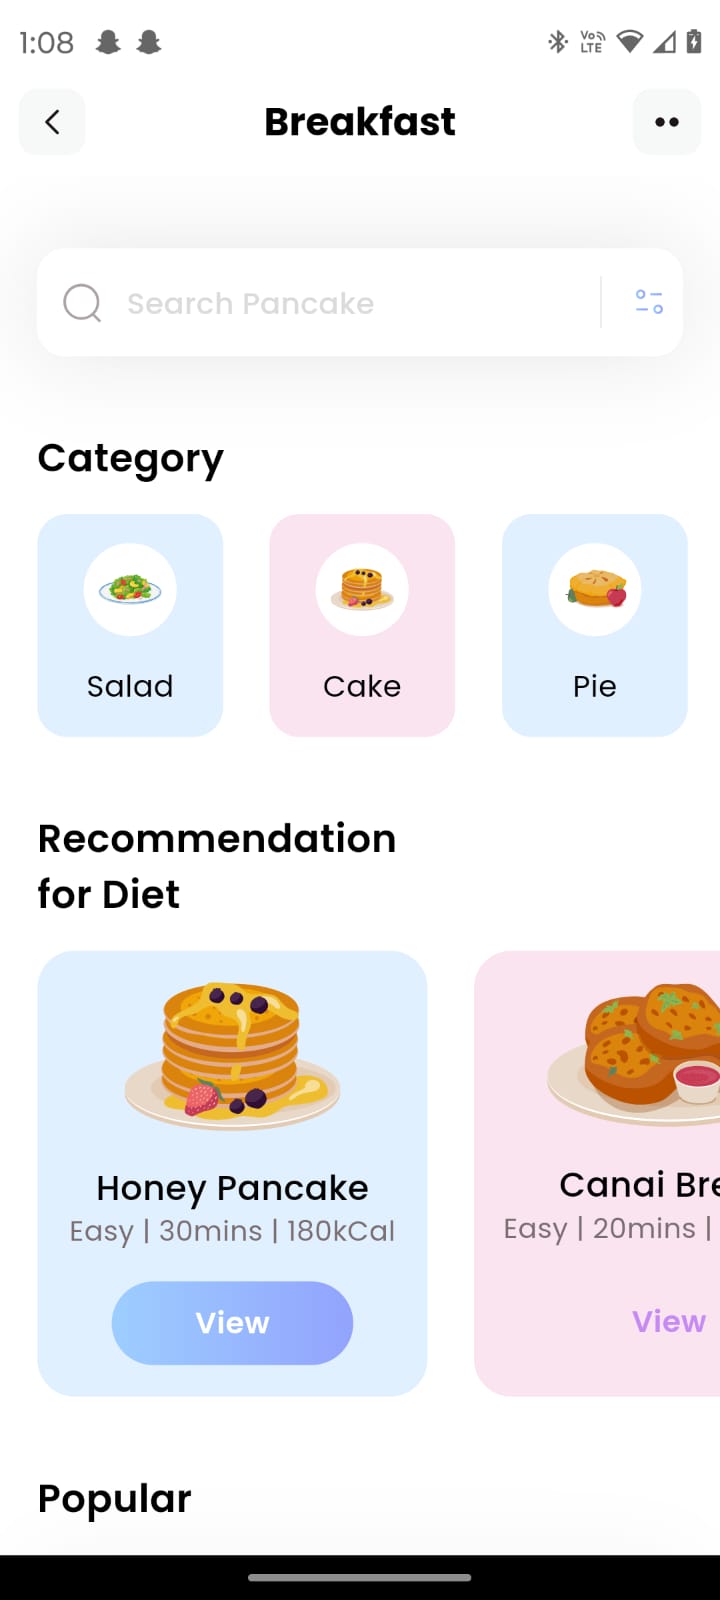 1:08
Vo LTE
Breakfast
Search Pancake
Category
Salad
Cake
Pie
Recommendation
for Diet
Honey Pancake
Easy | 30mins | 180kCal
View
Canai Bre
Easy | 20mins |
View
Popular